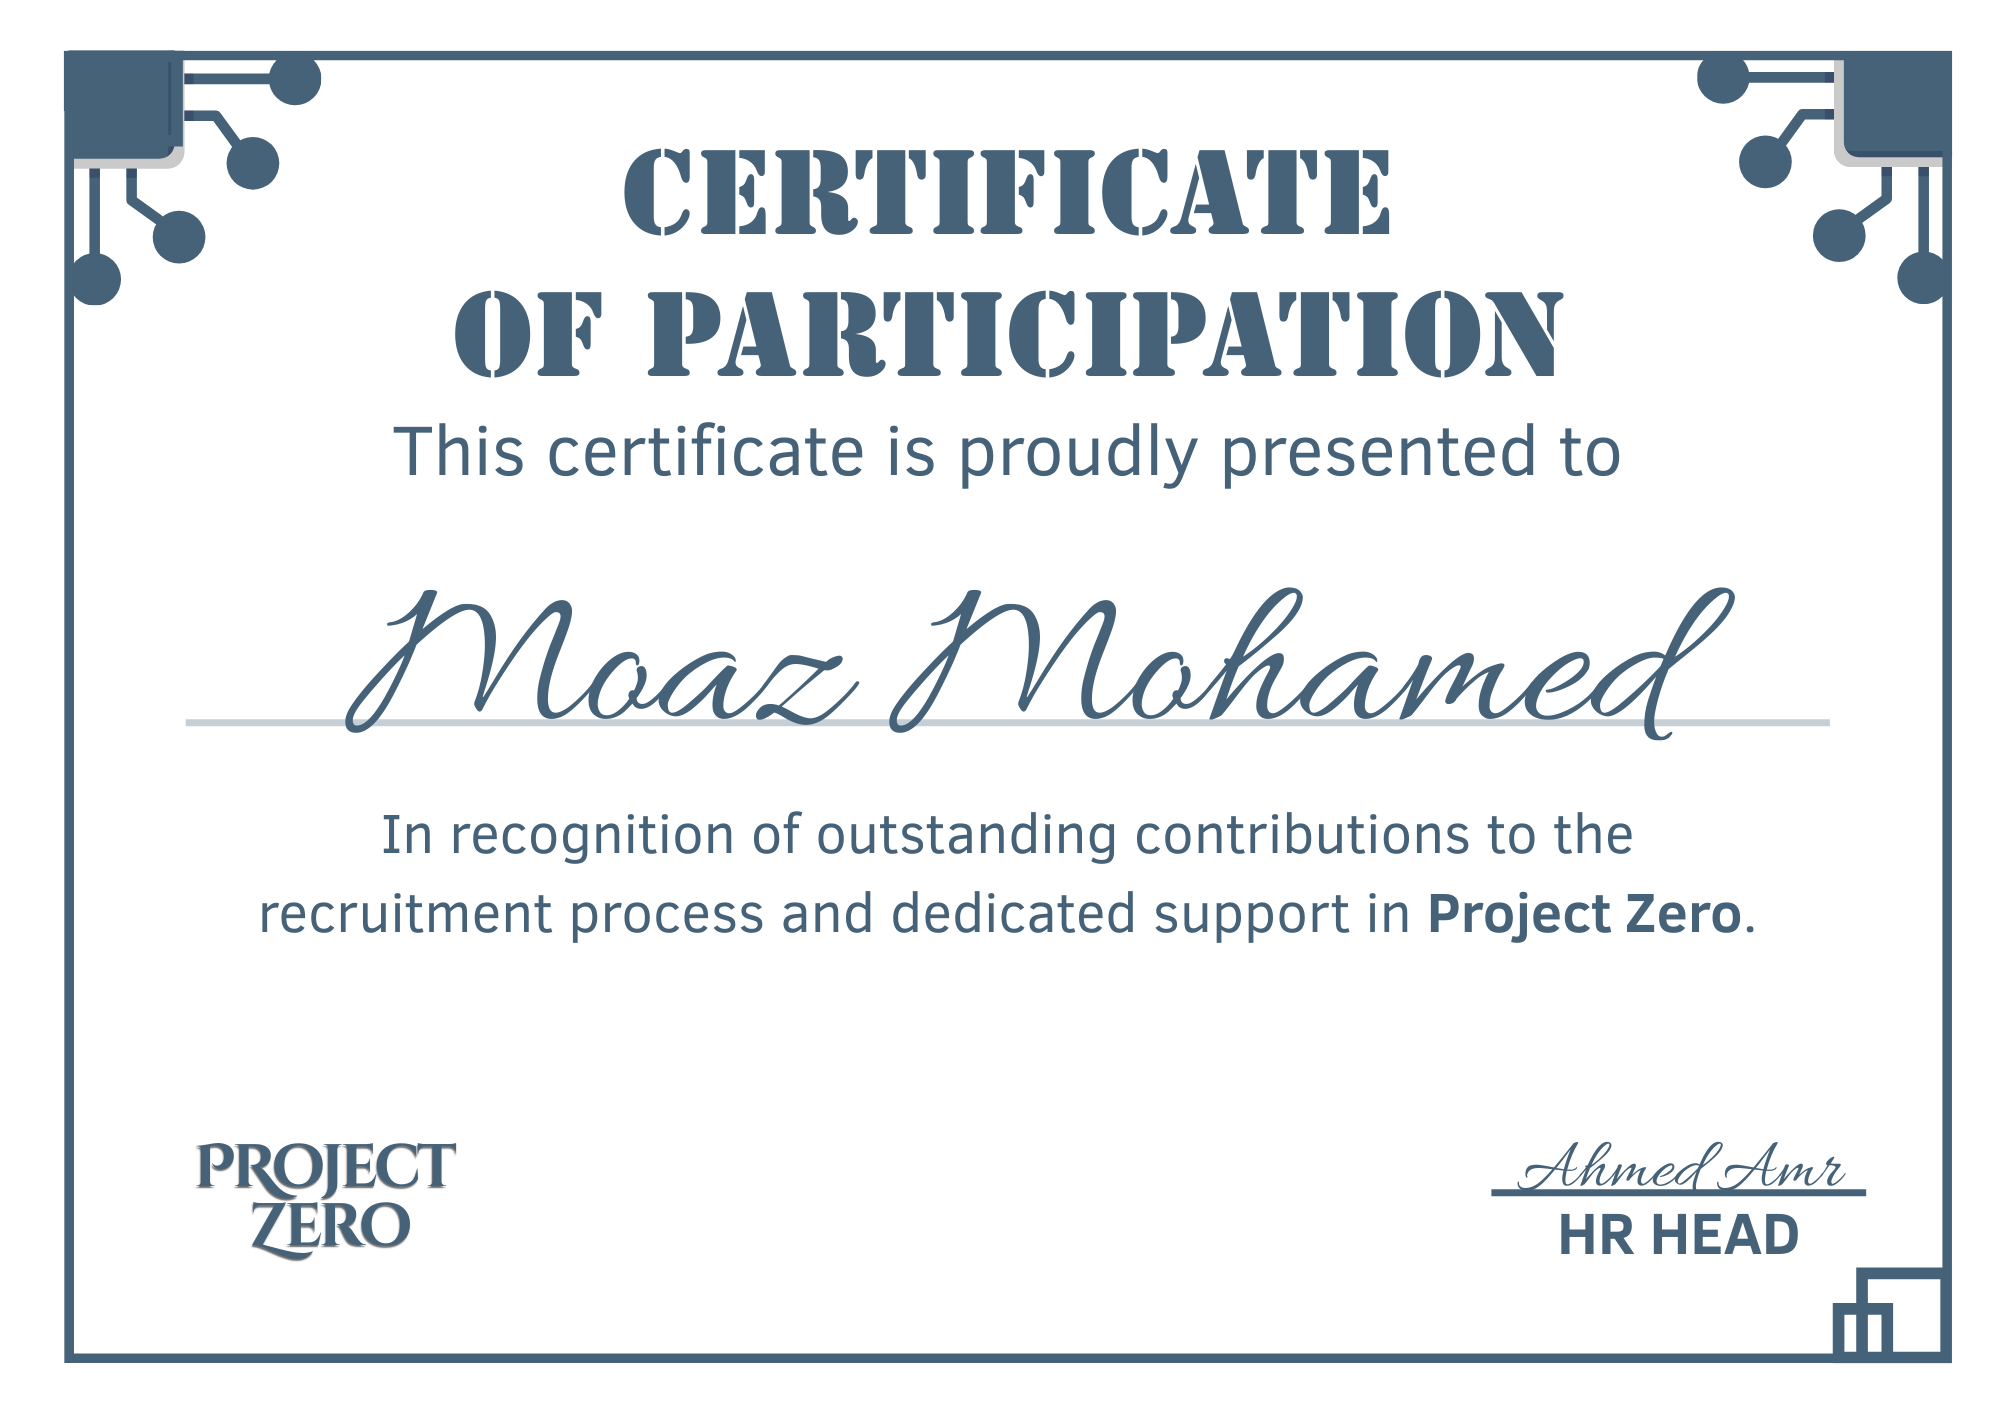 CERTIFICATE
OF PARTICIPATION
This certificate is proudly presented to
Moaz Mohamed
In recognition of outstanding contributions to the
recruitment process and dedicated support in Project Zero.
PROJECT
ZERO
Ahmed Amr
HR HEAD